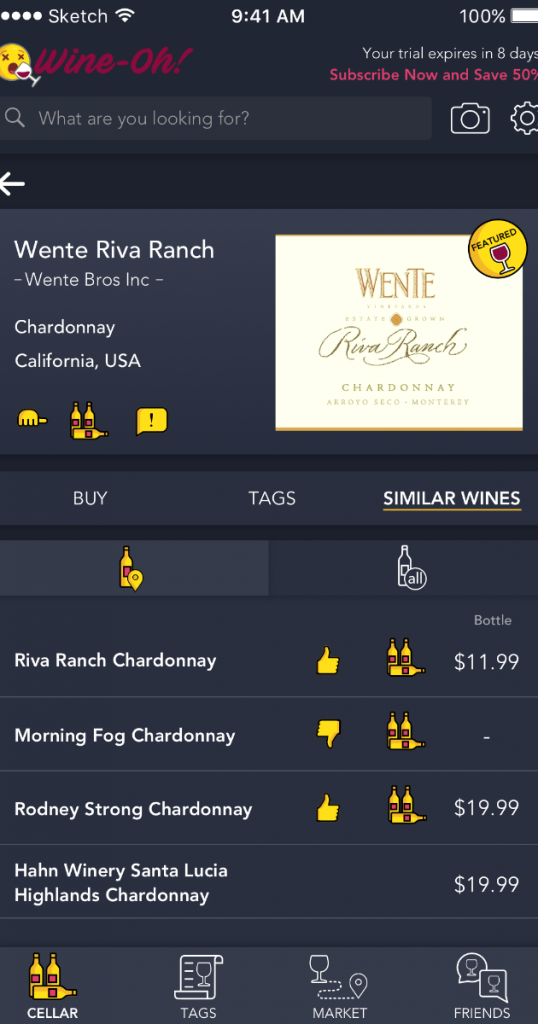 Sketch 9:41 AM 100%
Wine-Oh!
Your trial expires in 8 days
Subscribe Now and Save 50%
What are you looking for?
Wente Riva Ranch
– Wente Bros Inc –
Chardonnay
California, USA
!
FEATURED
WENTE
VINEYARDS
ESTATE GROWN
Riva Ranch
CHARDONNAY
ARROYO SECO • MONTEREY
BUY TAGS SIMILAR WINES
all
Bottle
Riva Ranch Chardonnay $11.99
Morning Fog Chardonnay -
Rodney Strong Chardonnay $19.99
Hahn Winery Santa Lucia
Highlands Chardonnay $19.99
CELLAR TAGS MARKET FRIENDS